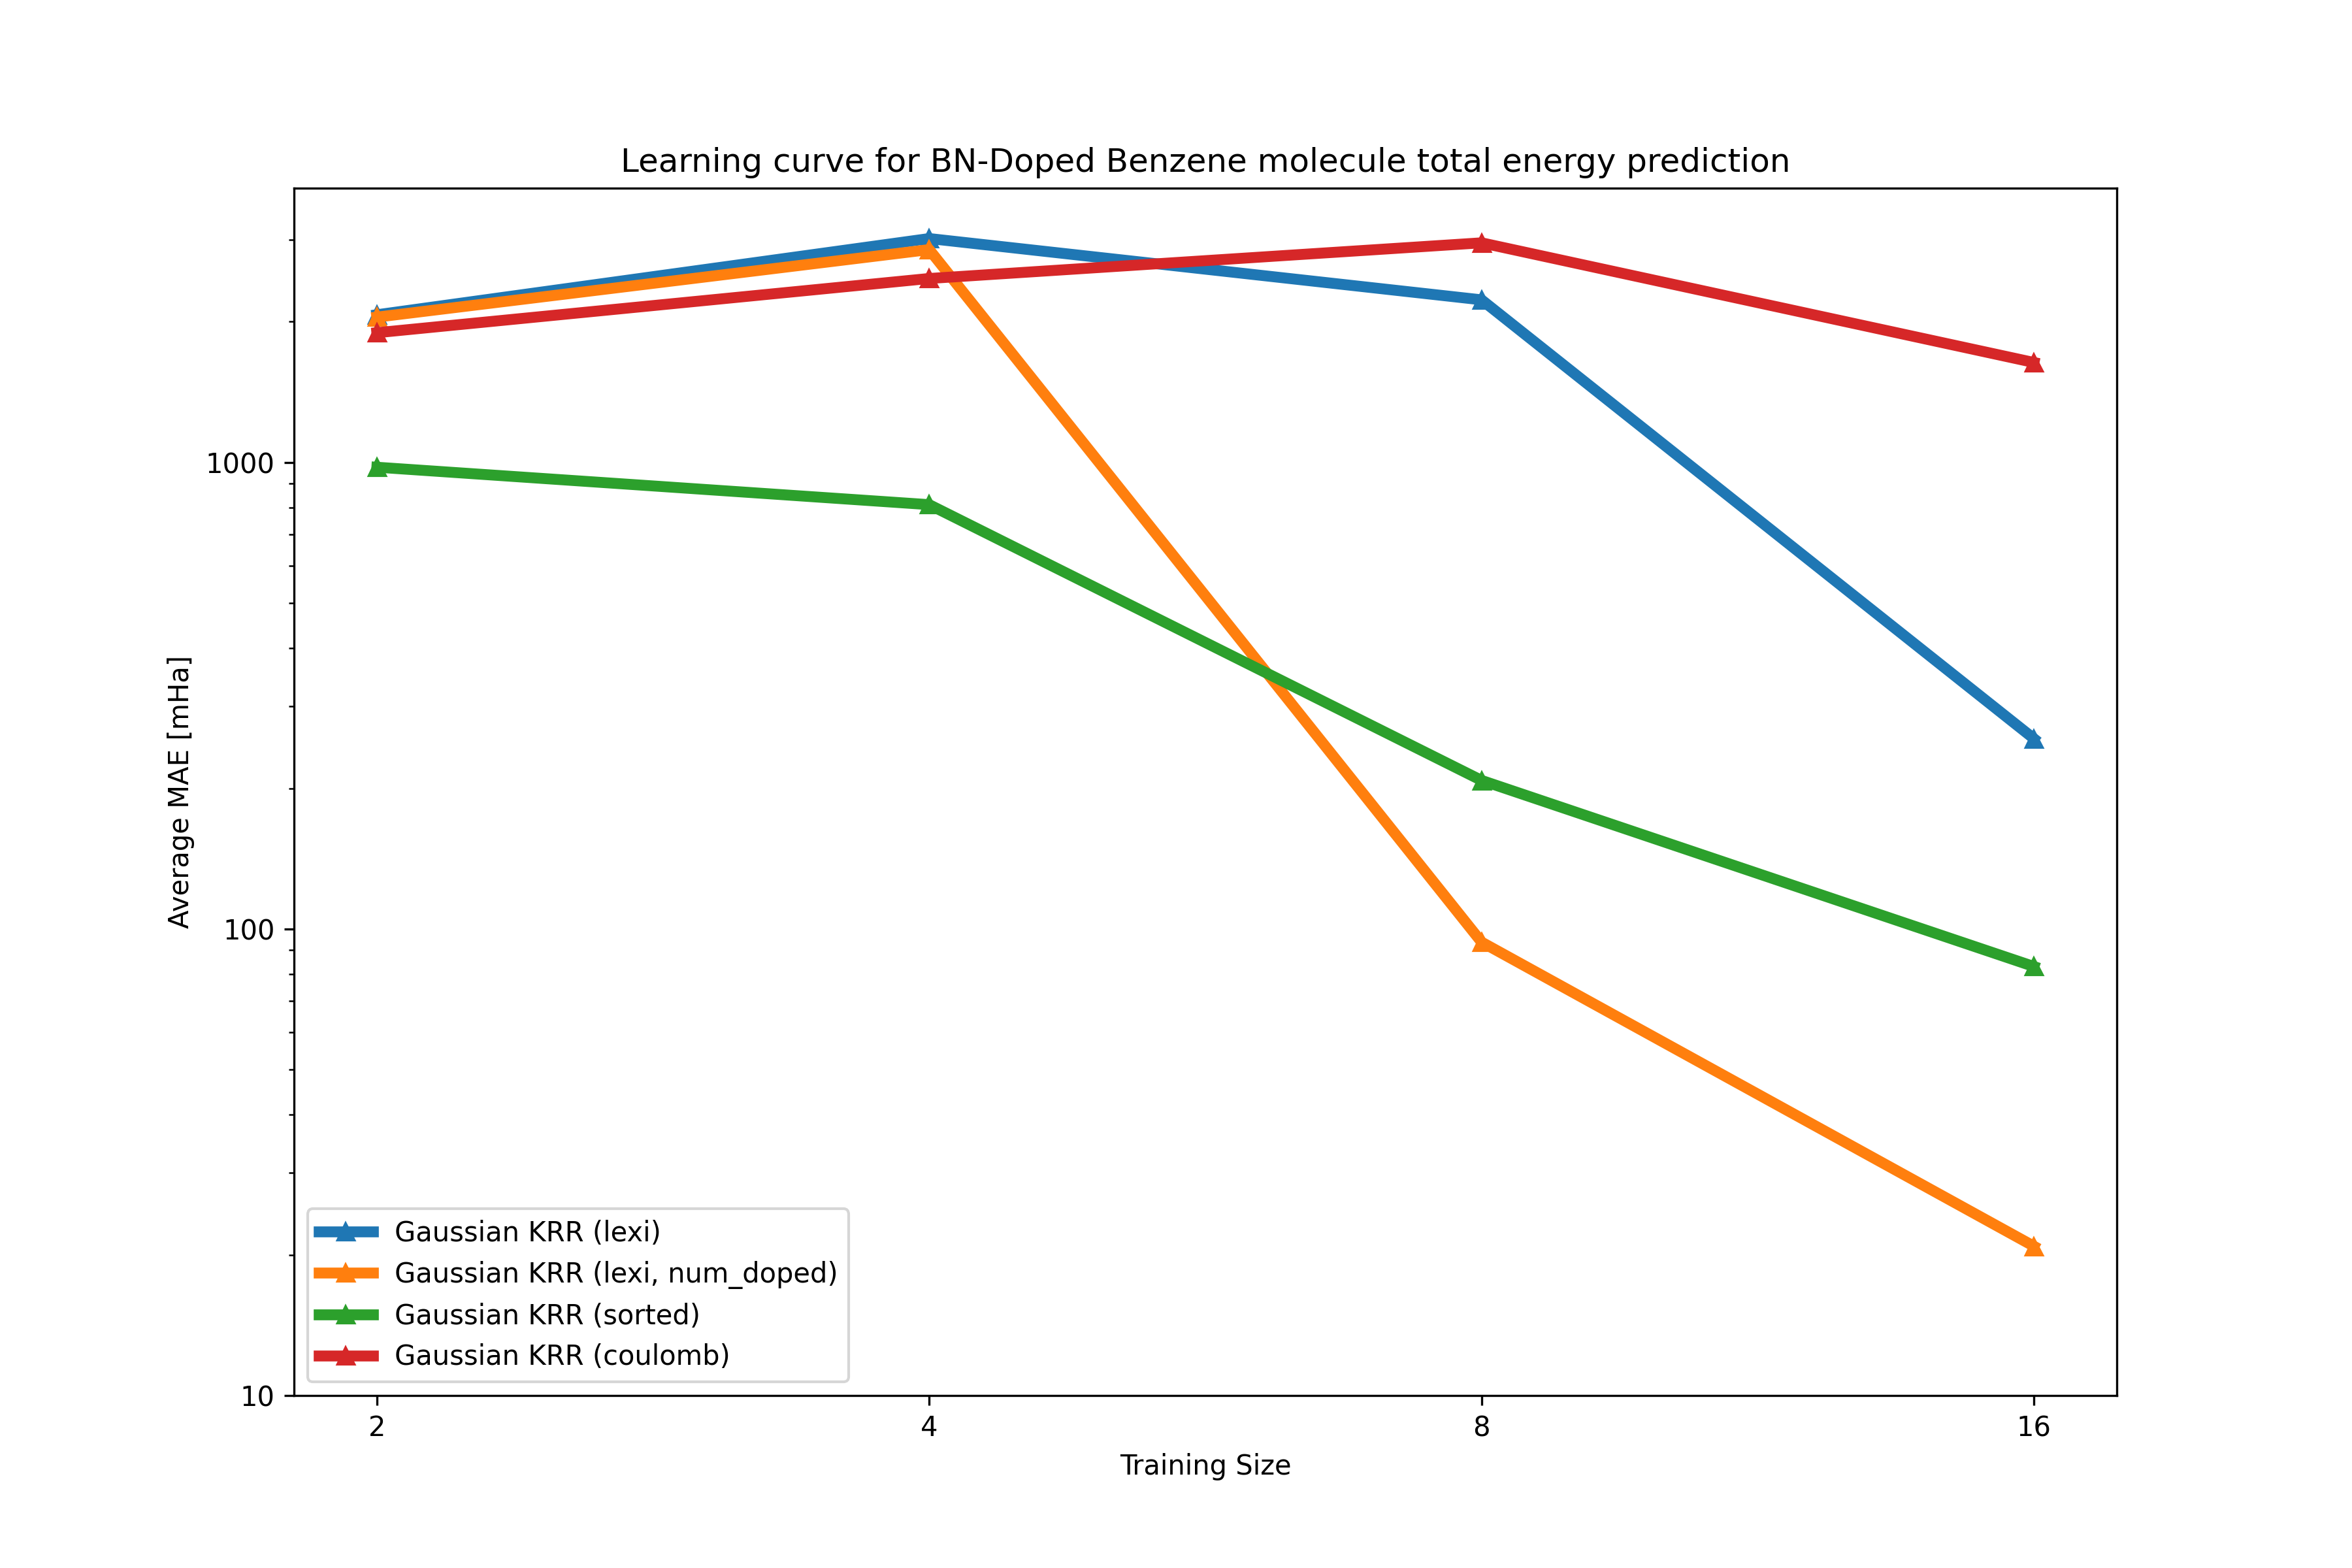 Learning curve for BN-Doped Benzene molecule total energy prediction
Average MAE [mHa]
1000
100
10
Gaussian KRR (lexi)
Gaussian KRR (lexi, num_doped)
Gaussian KRR (sorted)
Gaussian KRR (coulomb)
2 4 8 16
Training Size